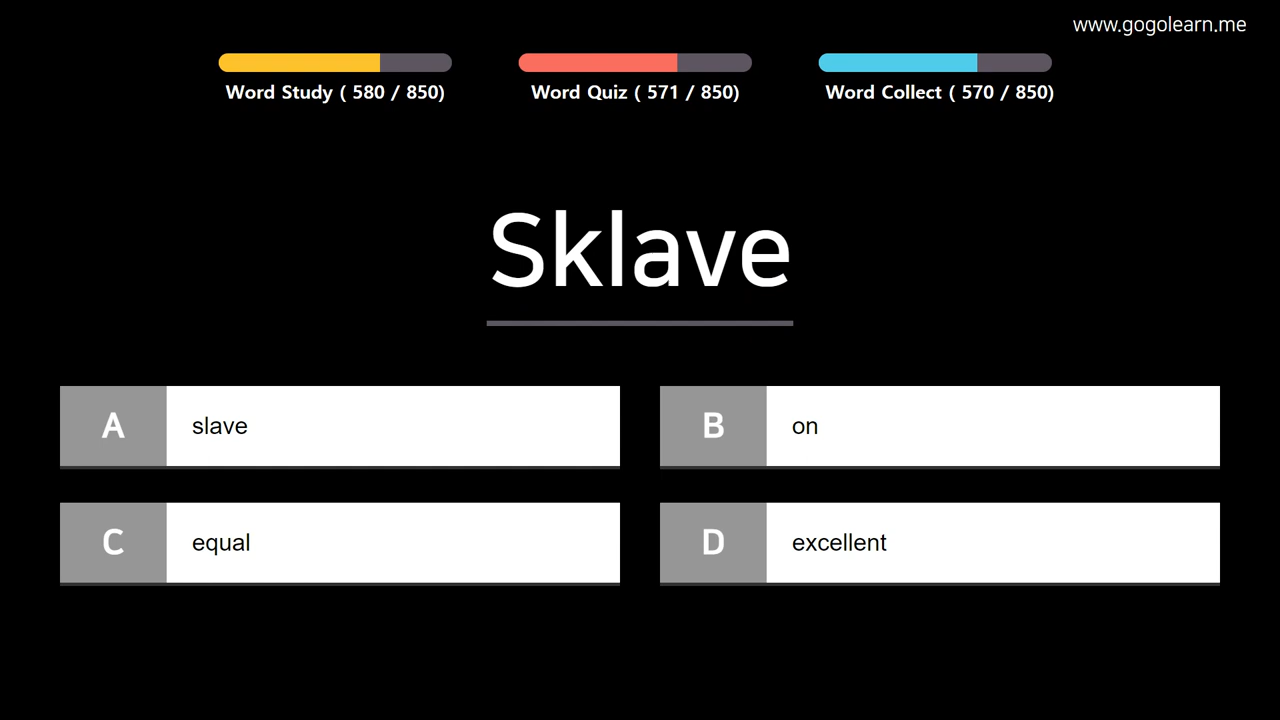 www.gogolearn.me
Word Study ( 580 / 850)
Word Quiz ( 571 / 850)
Word Collect ( 570 / 850)
Sklave
A slave
B on
C equal
D excellent